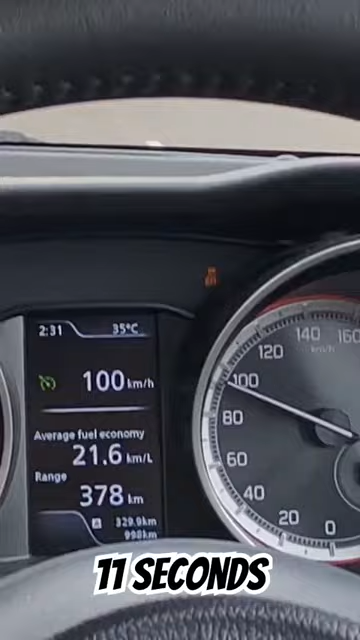 2:31 35°C
100 km/h
Average fuel economy
21.6 km/L
Range
378 km
A 329.9km
998km
160
140
km/h
120
100
80
60
40
20
0
11 SECONDS